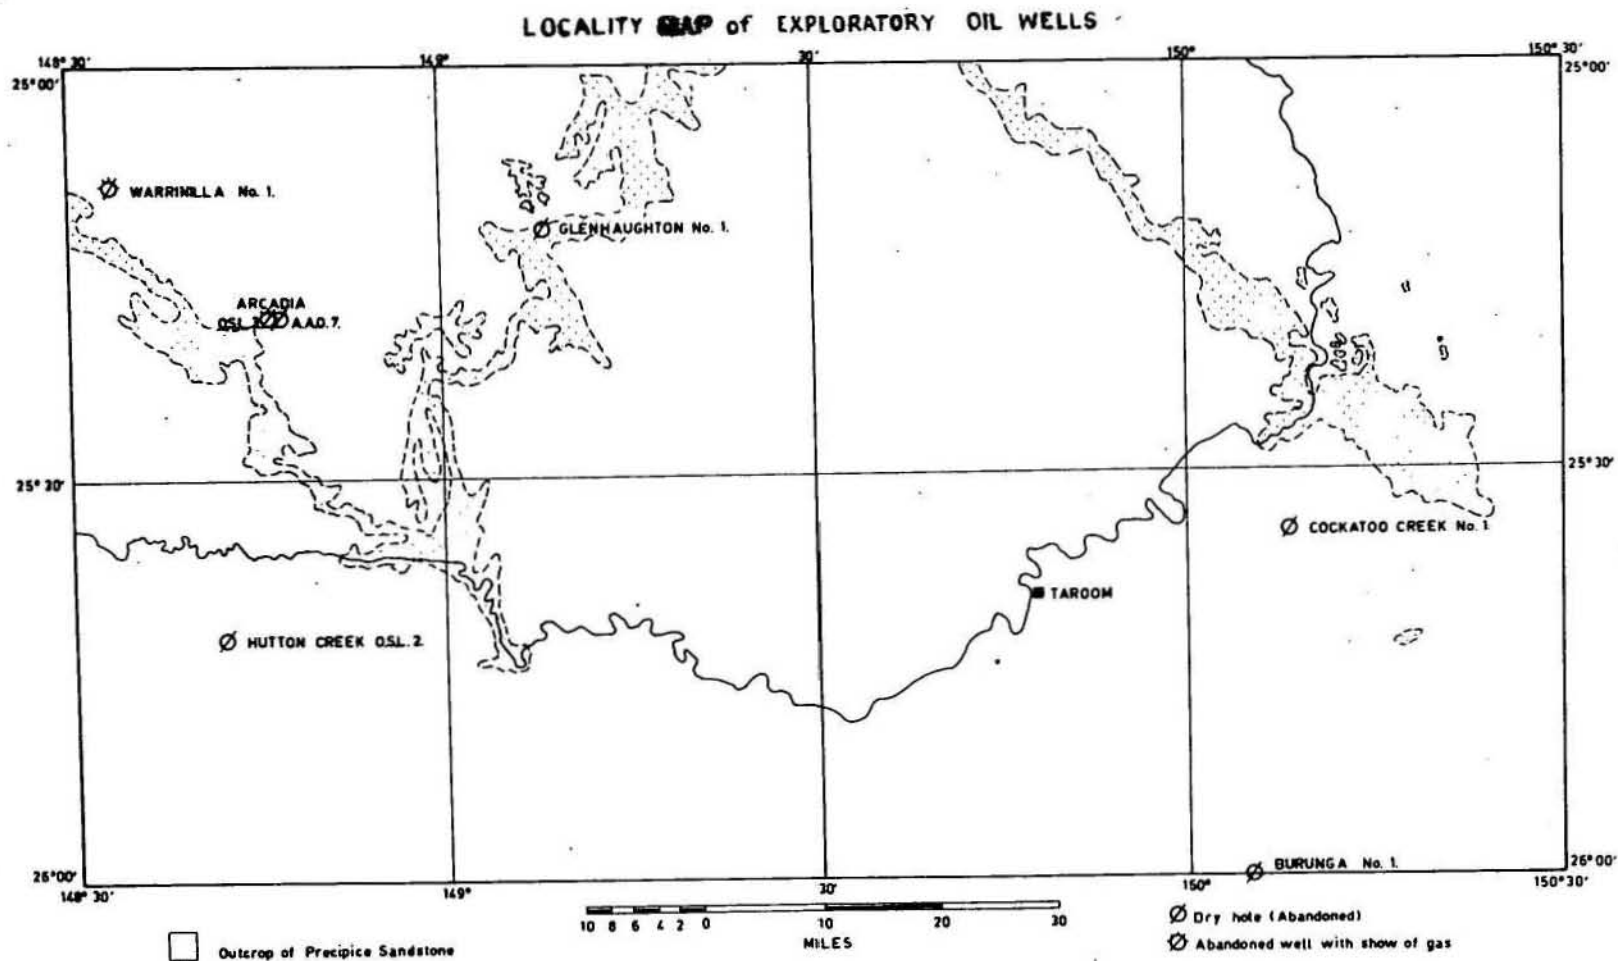 LOCALITY MAP of EXPLORATORY OIL WELLS
148° 30' 149° 30' 150° 150° 30'
25° 00' 25° 00'
WARRINILLA No. 1.
GLENHAUGHTON No. 1.
ARCADIA
O.S.L. A.A.O. 7.
25° 30' 25° 30'
COCKATOO CREEK No. 1.
TAROOM
HUTTON CREEK O.S.L. 2.
BURUNGA No. 1.
26° 00' 26° 00'
148° 30' 149° 30' 150° 150° 30'
10 8 6 4 2 0 10 20 30
MILES
Dry hole (Abandoned)
Abandoned well with show of gas
Outcrop of Precipice Sandstone